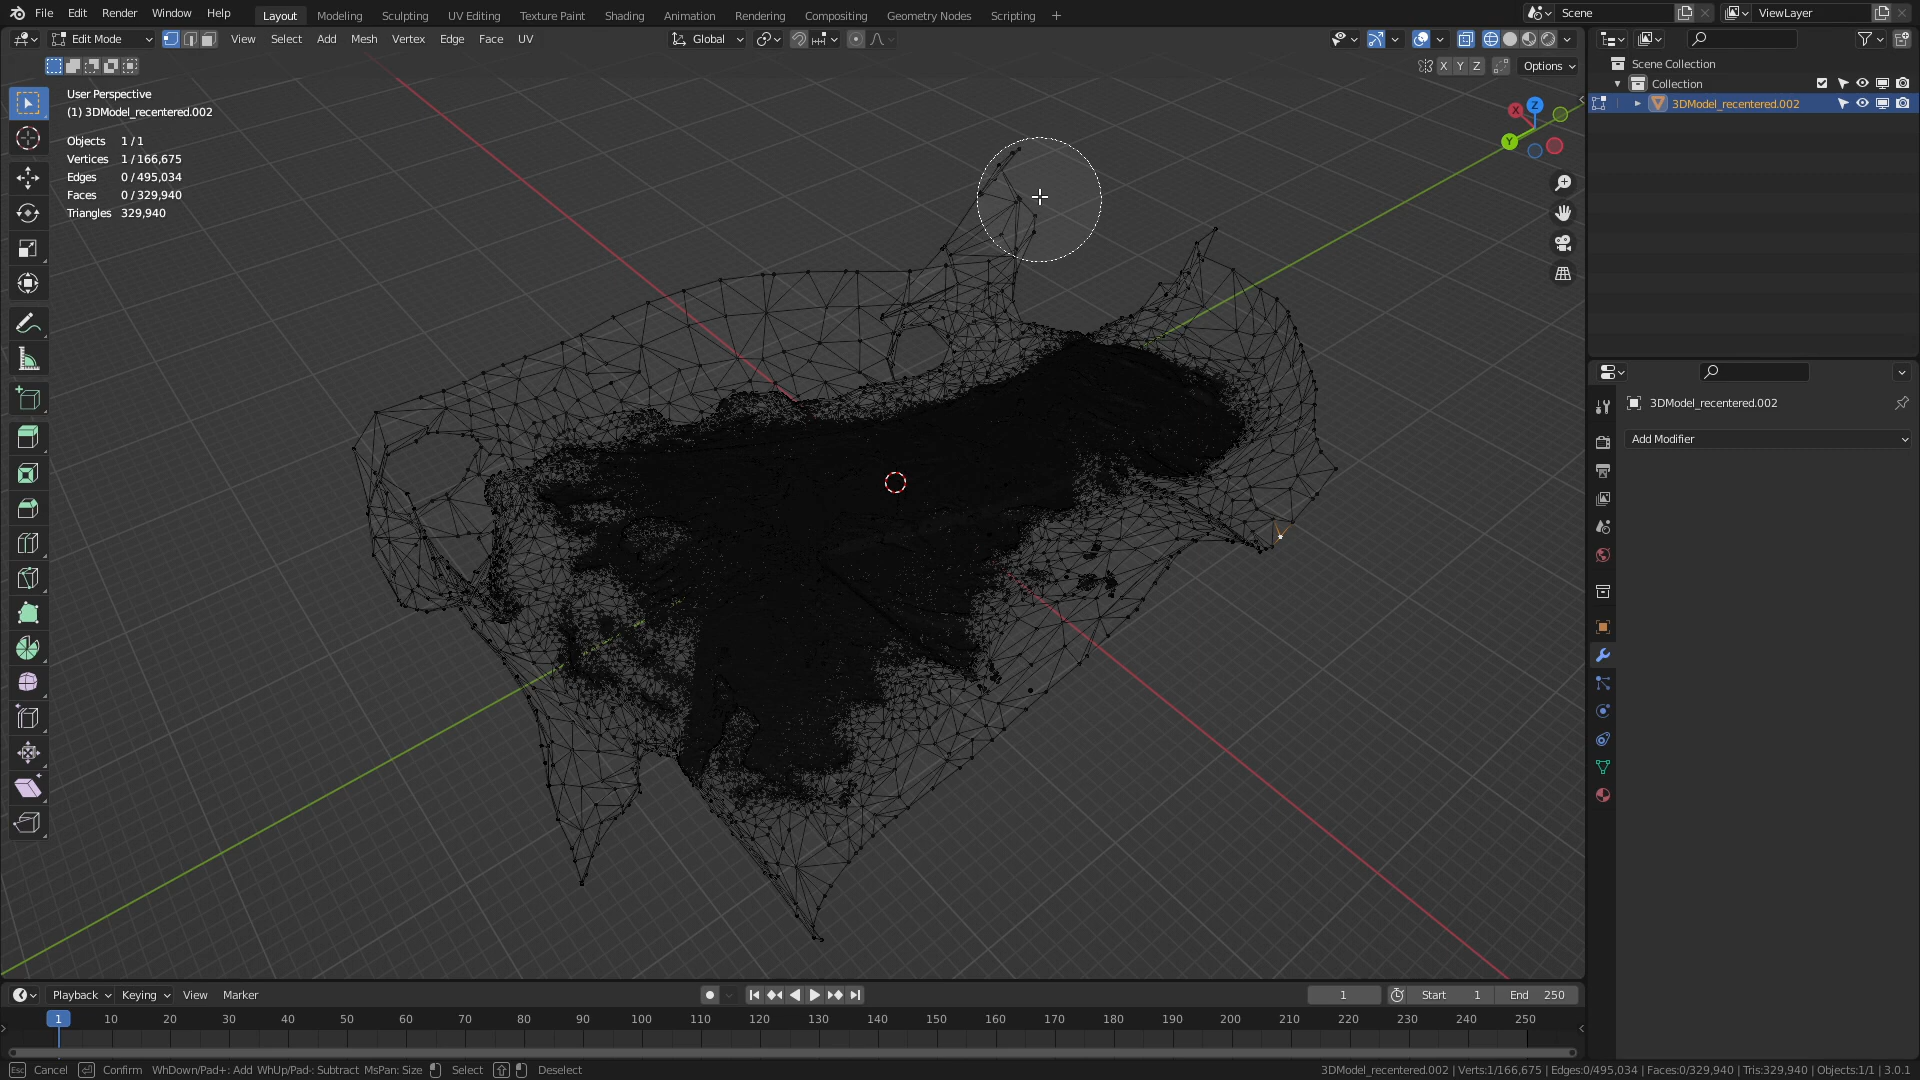 File Edit Render Window Help Layout Modeling Sculpting UV Editing Texture Paint Shading Animation Rendering Compositing Geometry Nodes Scripting + Scene ViewLayer
Edit Mode View Select Add Mesh Vertex Edge Face UV Global
X Y Z Options
User Perspective
(1) 3DModel_recentered.002
Objects 1 / 1
Vertices 1 / 166,675
Edges 0 / 495,034
Faces 0 / 329,940
Triangles 329,940
X Z Y
Scene Collection
Collection
3DModel_recentered.002
3DModel_recentered.002
Add Modifier
Playback Keying View Marker 1 Start 1 End 250
1 10 20 30 40 50 60 70 80 90 100 110 120 130 140 150 160 170 180 190 200 210 220 230 240 250
Esc Cancel Confirm WhDown/Pad+: Add WhUp/Pad-: Subtract MsPan: Size Select Deselect 3DModel_recentered.002 | Verts:1/166,675 | Edges:0/495,034 | Faces:0/329,940 | Tris:329,940 | Objects:1/1 | 3.0.1